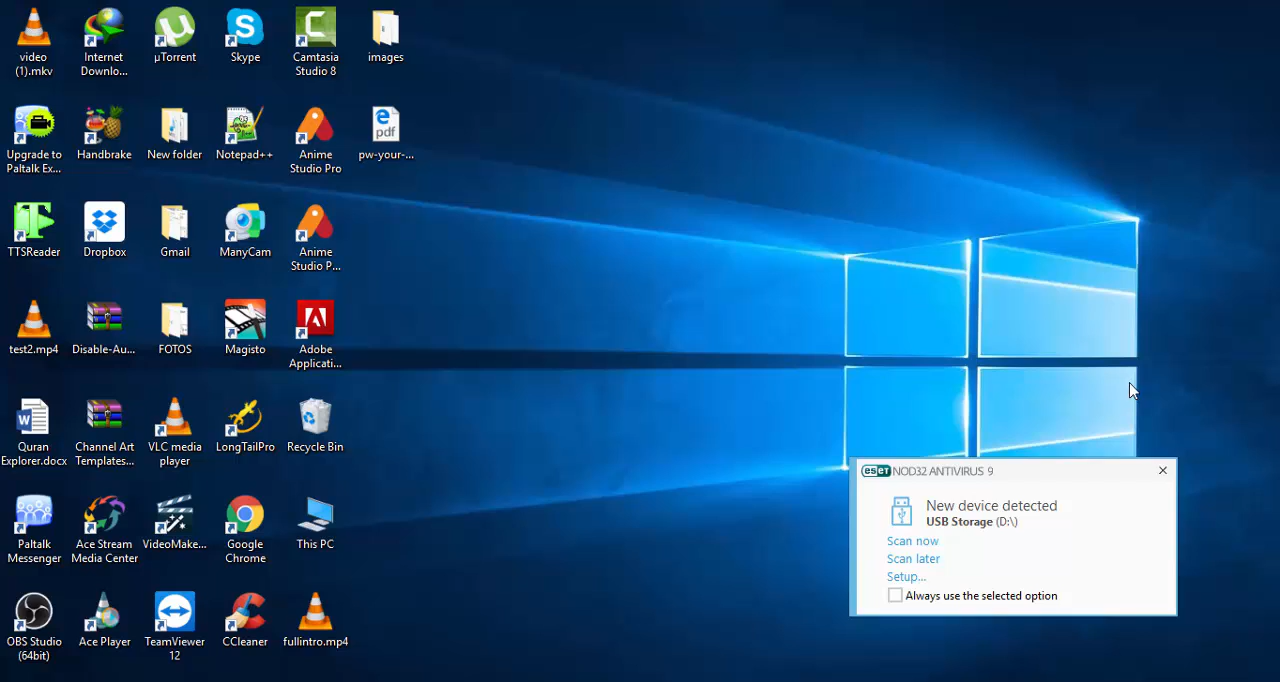 video
(1).mkv
Internet
Downlo...
µTorrent
Skype
Camtasia
Studio 8
images
Upgrade to
Paltalk Ex...
Handbrake
New folder
Notepad++
Anime
Studio Pro
pdf
pw-your-...
TTSReader
Dropbox
Gmail
ManyCam
Anime
Studio P...
test2.mp4
Disable-Au...
FOTOS
Magisto
Adobe
Applicati...
Quran
Explorer.docx
Channel Art
Templates...
VLC media
player
LongTailPro
Recycle Bin
Paltalk
Messenger
Ace Stream
Media Center
VideoMake...
Google
Chrome
This PC
OBS Studio
(64bit)
Ace Player
TeamViewer
12
CCleaner
fullintro.mp4
eset NOD32 ANTIVIRUS 9
New device detected
USB Storage (D:\)
Scan now
Scan later
Setup...
Always use the selected option